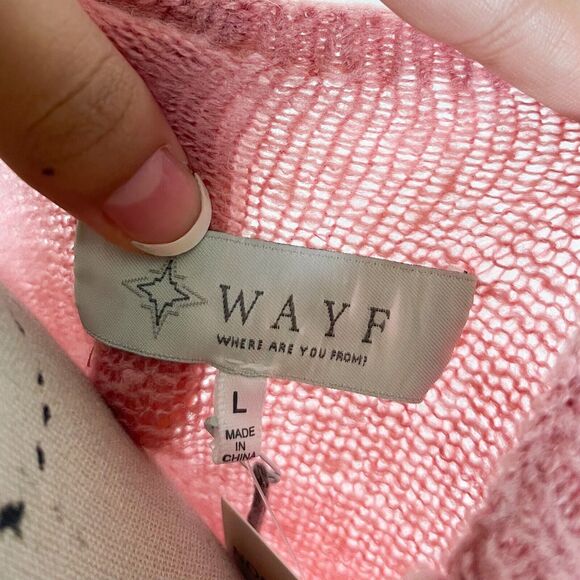 WAYF
WHERE ARE YOU FROM?
L
MADE
IN
CHINA